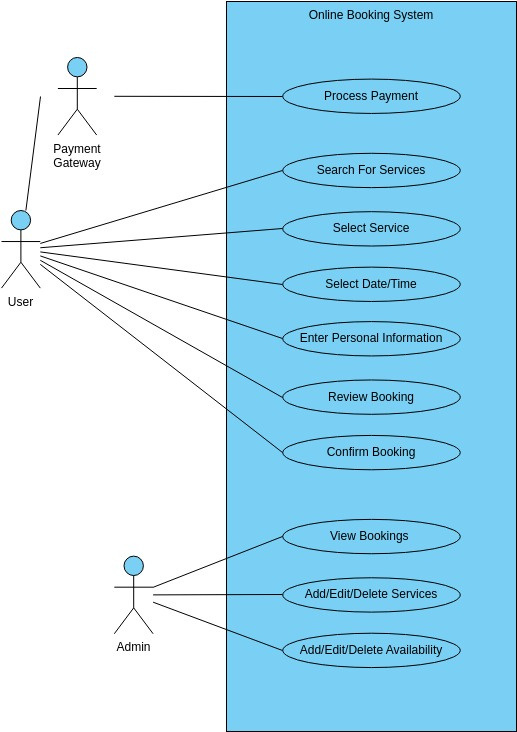 Online Booking System
Process Payment
Payment
Gateway
Search For Services
Select Service
Select Date/Time
User
Enter Personal Information
Review Booking
Confirm Booking
View Bookings
Add/Edit/Delete Services
Admin
Add/Edit/Delete Availability